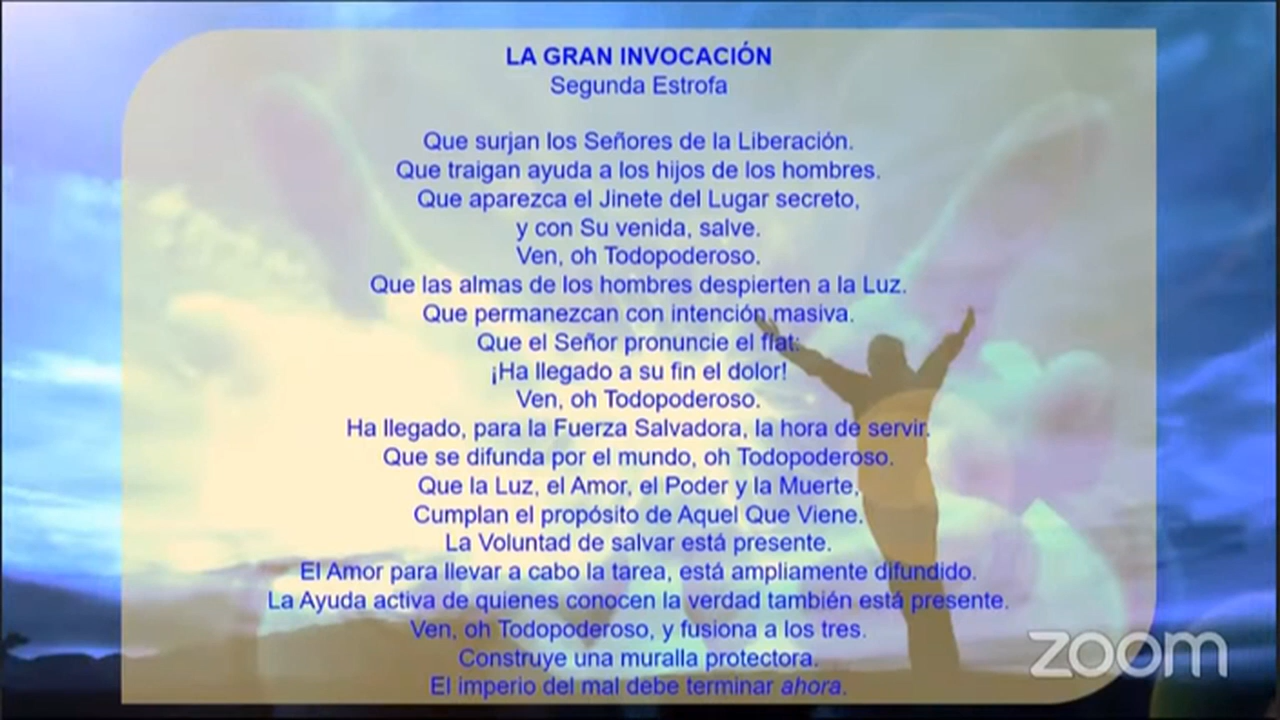 LA GRAN INVOCACIÓN
Segunda Estrofa
Que surjan los Señores de la Liberación.
Que traigan ayuda a los hijos de los hombres.
Que aparezca el Jinete del Lugar secreto,
y con Su venida, salve.
Ven, oh Todopoderoso.
Que las almas de los hombres despierten a la Luz.
Que permanezcan con intención masiva.
Que el Señor pronuncie el fíat:
¡Ha llegado a su fin el dolor!
Ven, oh Todopoderoso.
Ha llegado, para la Fuerza Salvadora, la hora de servir.
Que se difunda por el mundo, oh Todopoderoso.
Que la Luz, el Amor, el Poder y la Muerte,
Cumplan el propósito de Aquel Que Viene.
La Voluntad de salvar está presente.
El Amor para llevar a cabo la tarea, está ampliamente difundido.
La Ayuda activa de quienes conocen la verdad también está presente.
Ven, oh Todopoderoso, y fusiona a los tres.
Construye una muralla protectora.
El imperio del mal debe terminar ahora.
zoom